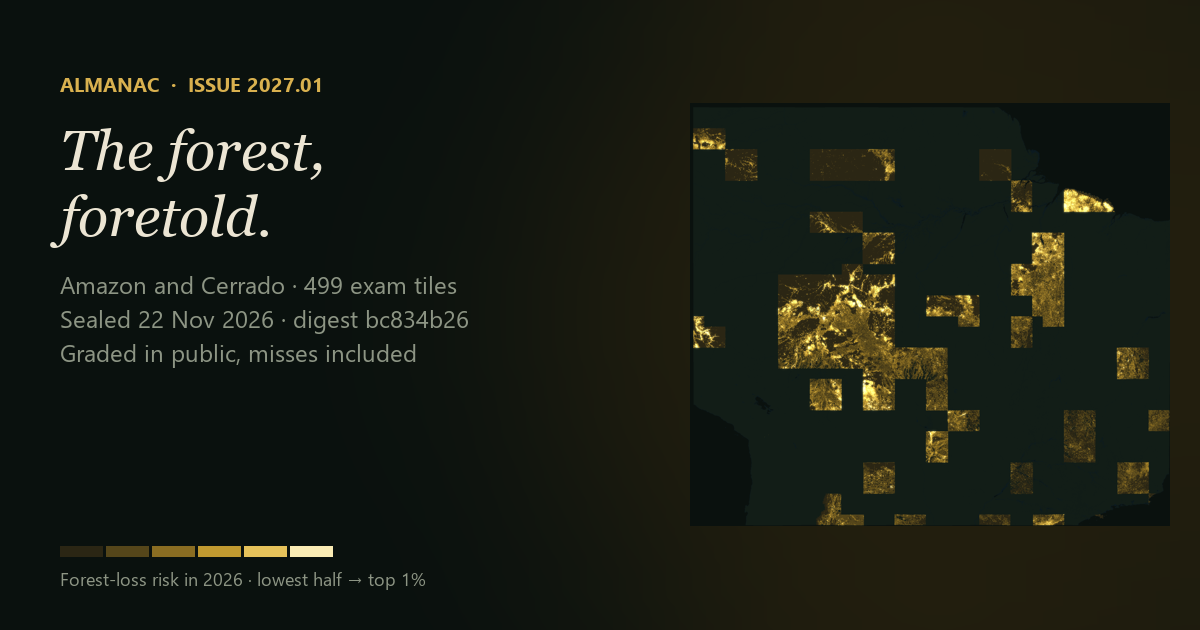 ALMANAC · ISSUE 2027.01
The forest,
foretold.
Amazon and Cerrado · 499 exam tiles
Sealed 22 Nov 2026 · digest bc834b26
Graded in public, misses included
Forest-loss risk in 2026 · lowest half → top 1%